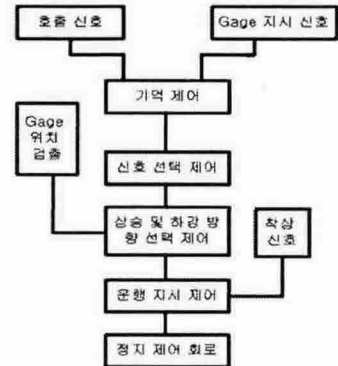 호출 신호
Gage 지시 신호
기억 제어
Gage
위치
검출
신호 선택 제어
상승 및 하강 방
향 선택 제어
착상
신호
운행 지시 제어
정지 제어 회로